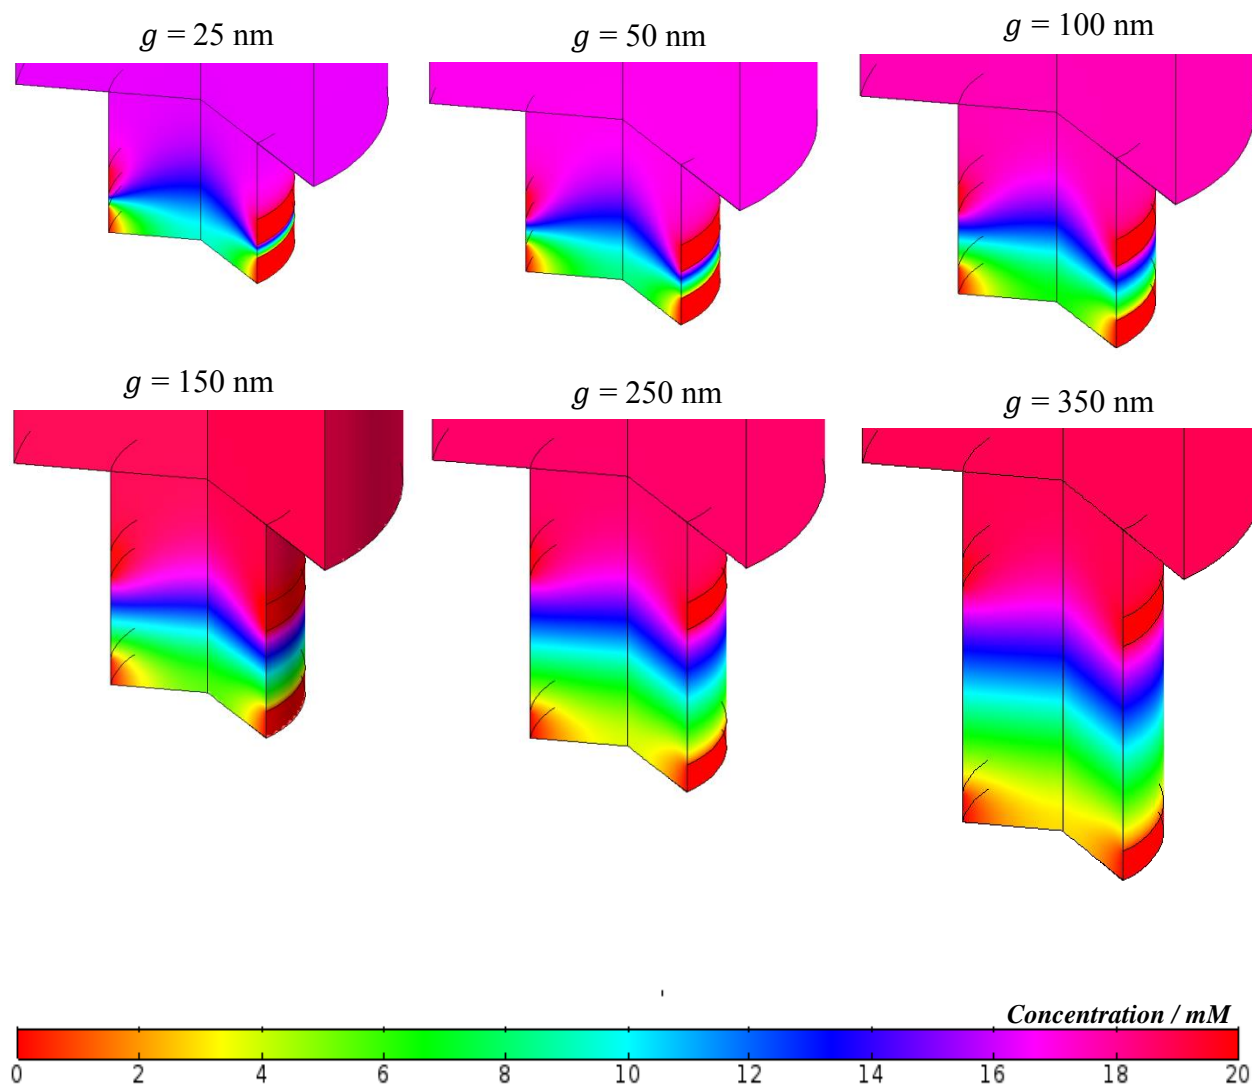 g = 25 nm
g = 50 nm
g = 100 nm
g = 150 nm
g = 250 nm
g = 350 nm
Concentration / mM
0 2 4 6 8 10 12 14 16 18 20